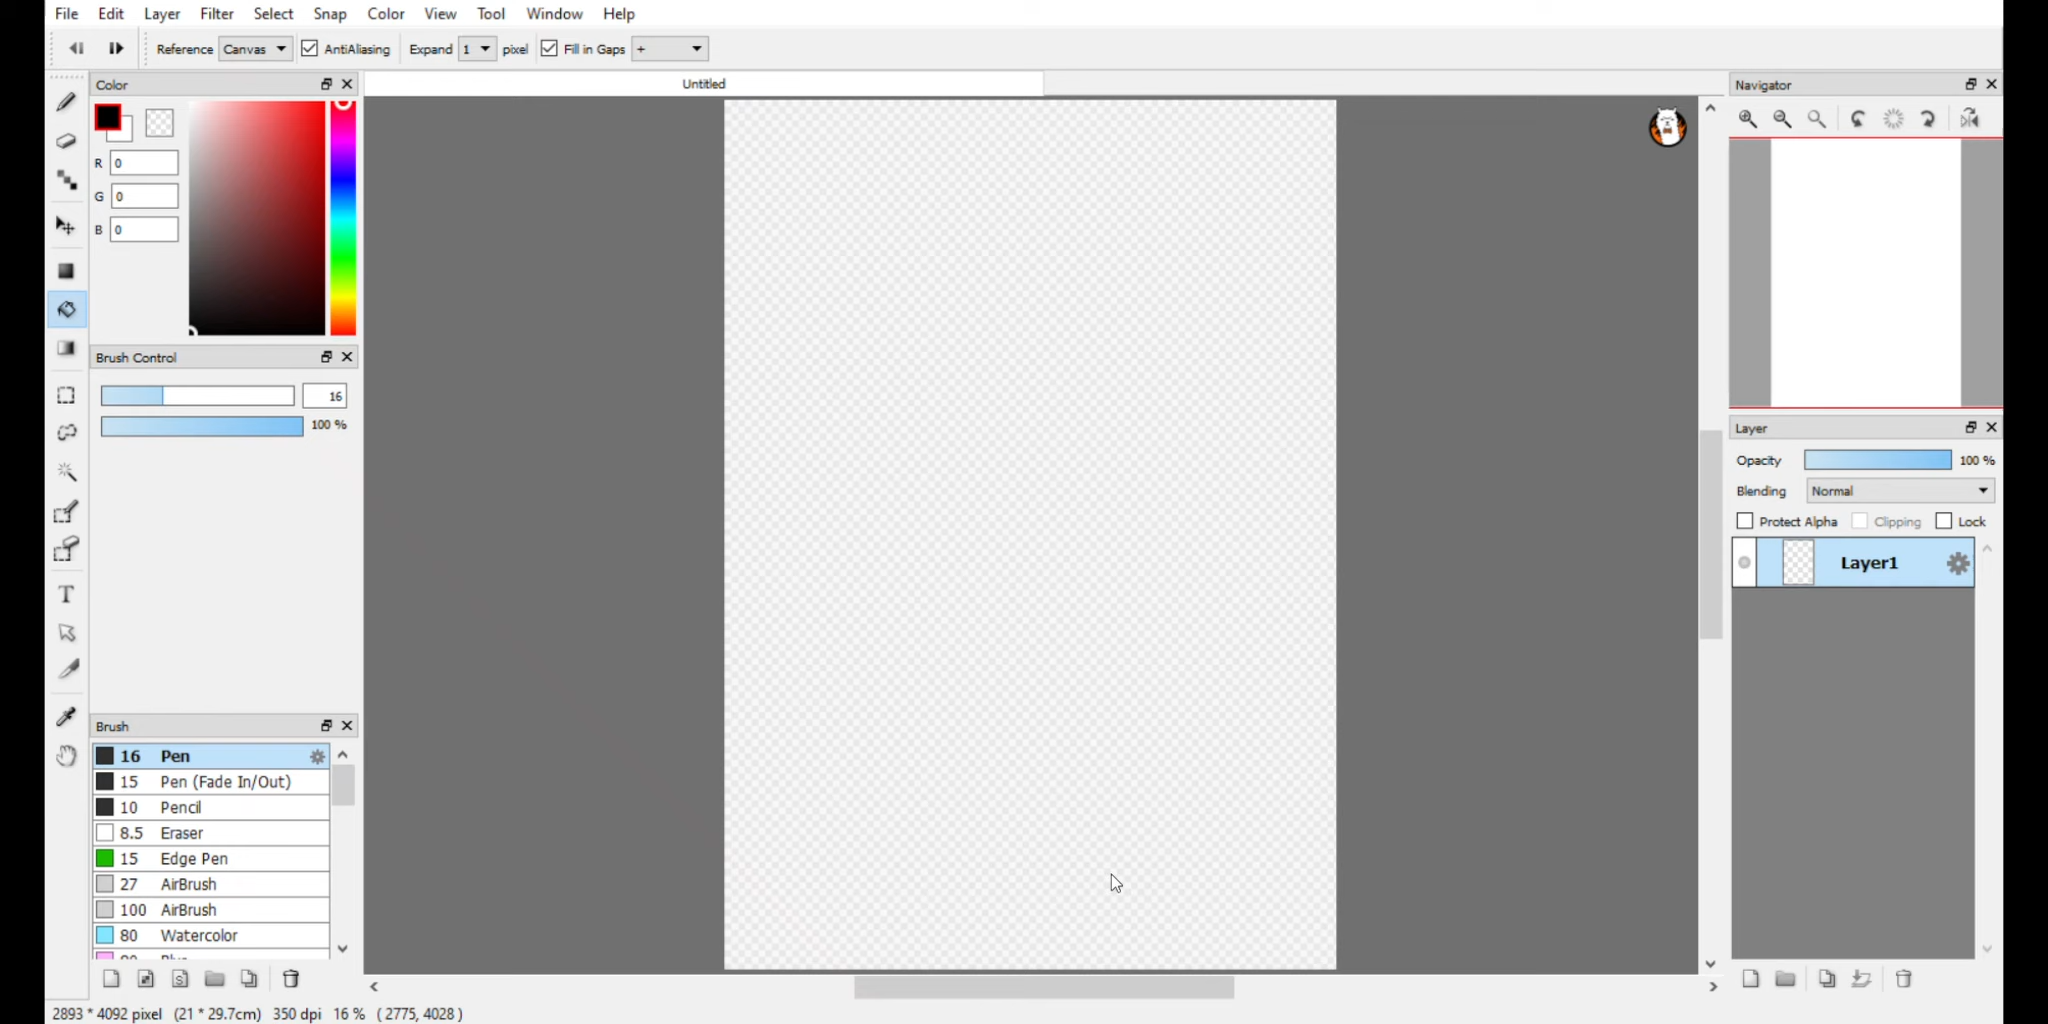 File Edit Layer Filter Select Snap Color View Tool Window Help
Reference Canvas AntiAliasing Expand 1 pixel Fill in Gaps +
Color
R 0
G 0
B 0
Brush Control
16
100 %
Brush
16 Pen
15 Pen (Fade In/Out)
10 Pencil
8.5 Eraser
15 Edge Pen
27 AirBrush
100 AirBrush
80 Watercolor
Untitled
Navigator
Layer
Opacity 100 %
Blending Normal
Protect Alpha Clipping Lock
Layer1
2893 * 4092 pixel (21 * 29.7cm) 350 dpi 16 % ( 2775, 4028 )